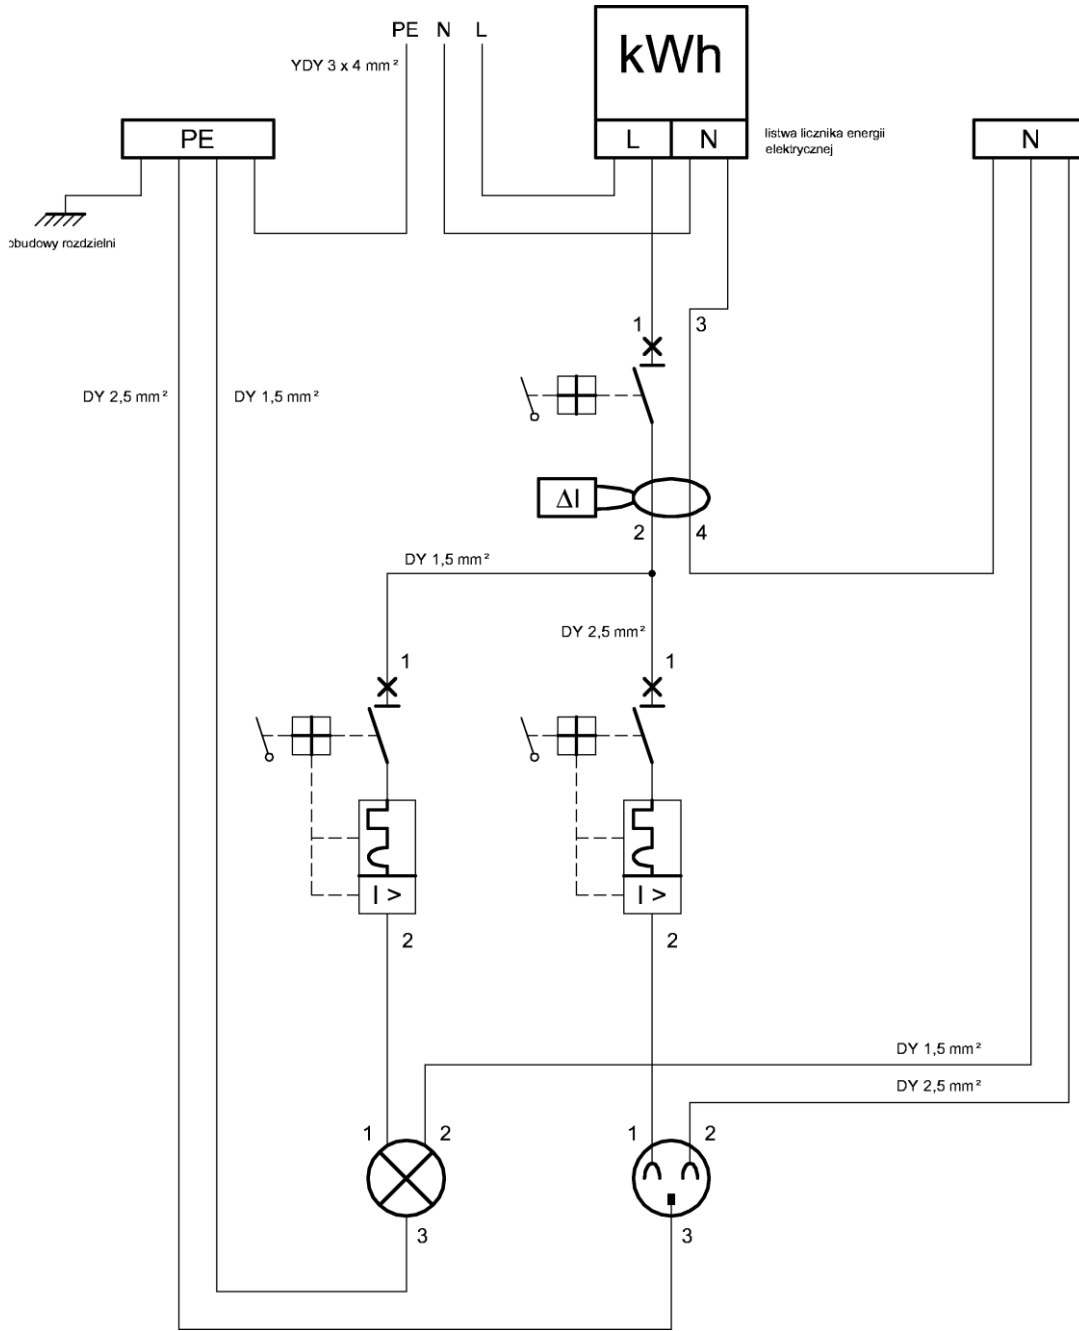 PE N L
kWh
YDY 3 x 4 mm²
PE
L N
listwa licznika energii
elektrycznej
N
obudowy rozdzielni
1 3
DY 2,5 mm²
DY 1,5 mm²
ΔI
2 4
DY 1,5 mm²
DY 2,5 mm²
1 1
I > I >
2 2
DY 1,5 mm²
DY 2,5 mm²
1 2 1 2
3 3